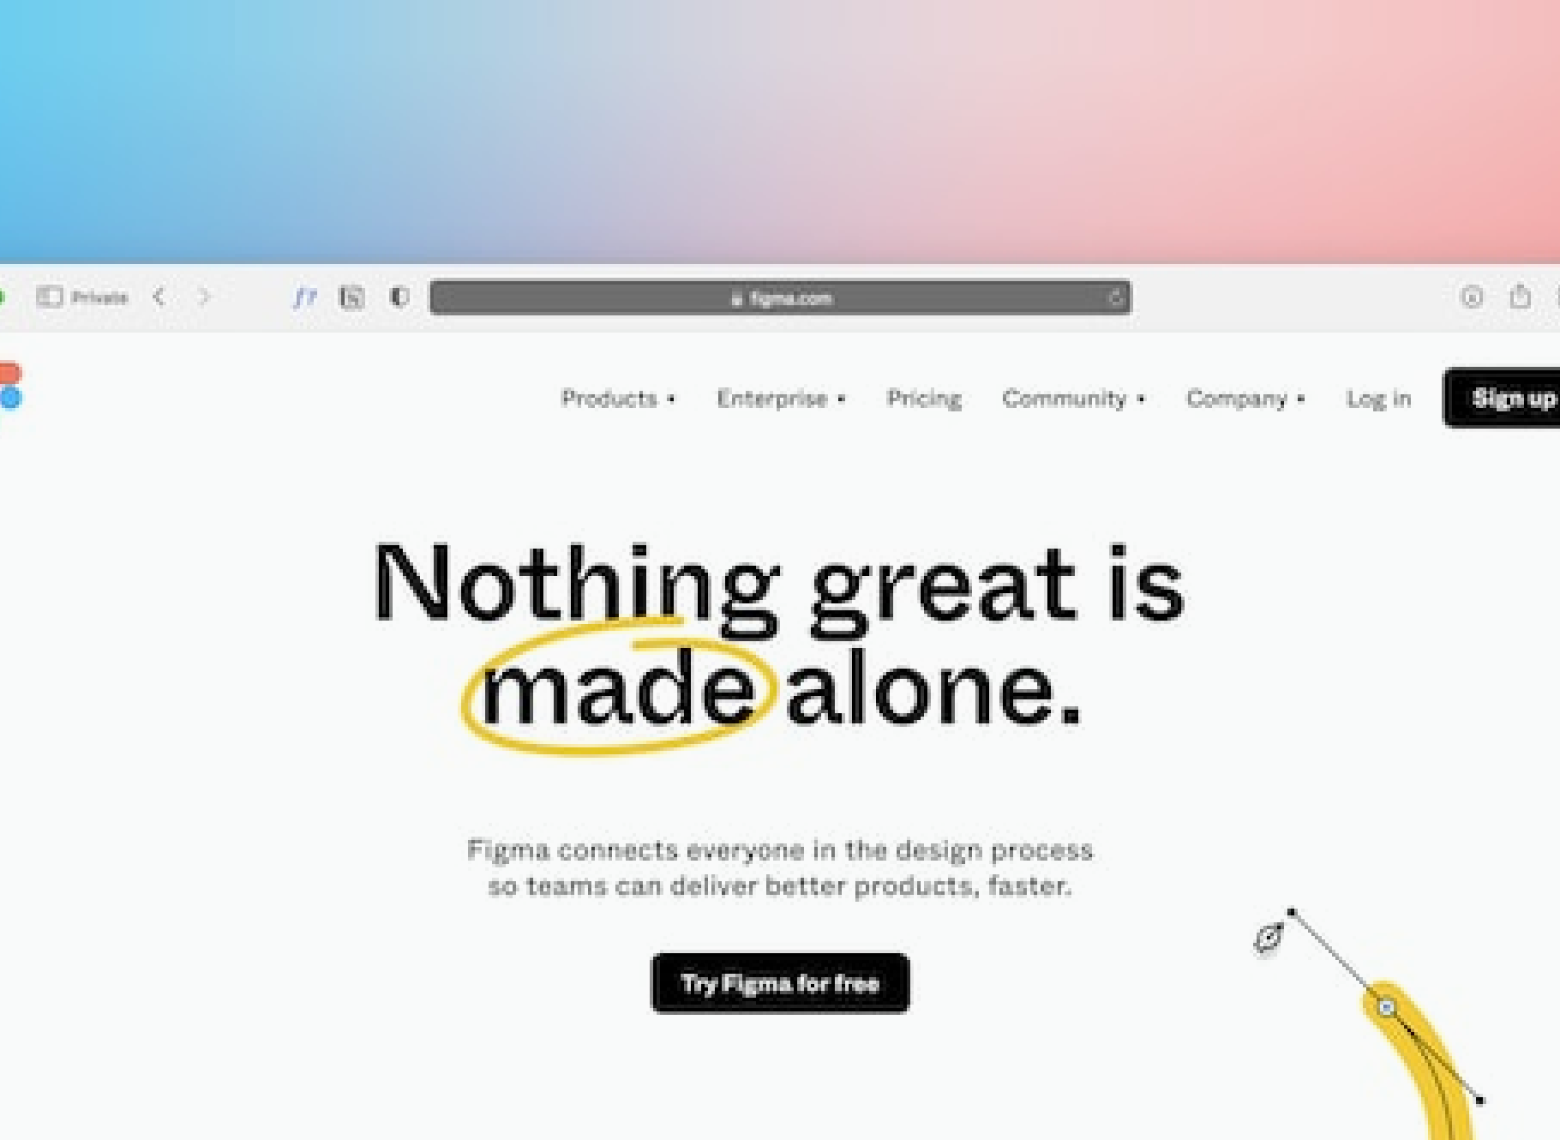 Private
figma.com
Products • Enterprise • Pricing Community • Company • Log in Sign up
Nothing great is
made alone.
Figma connects everyone in the design process
so teams can deliver better products, faster.
Try Figma for free